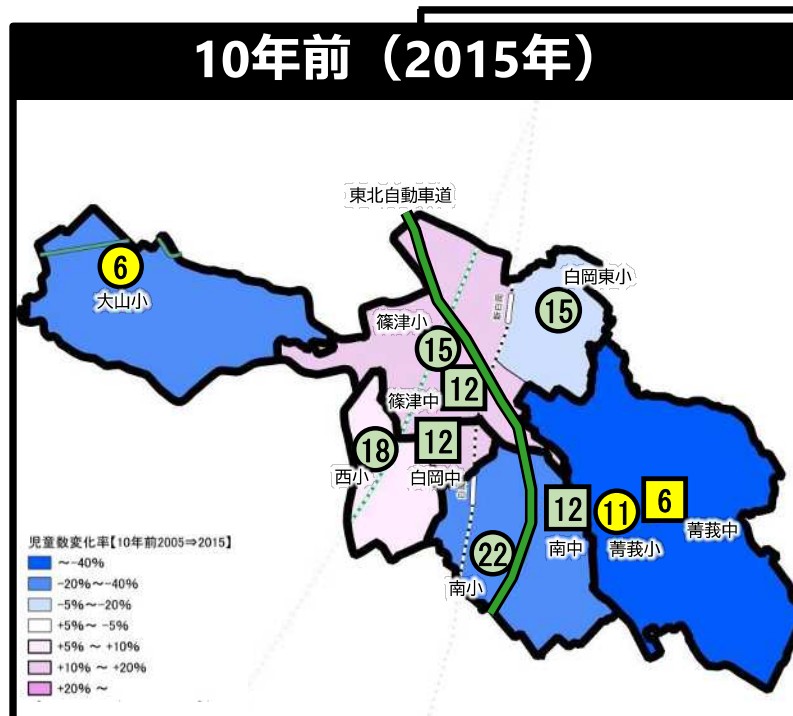 10年前（2015年）
東北自動車道
白岡東小
6
大山小
新白岡
15
篠津小
15
12
篠津中
12
18
西小
白岡中
6
12
11
菁莪中
南中
菁莪小
22
南小
児童数変化率【10年前2005⇒2015】
～-40%
-20%～-40%
-5%～-20%
+5%～ -5%
+5% ～ +10%
+10% ～ +20%
+20% ～